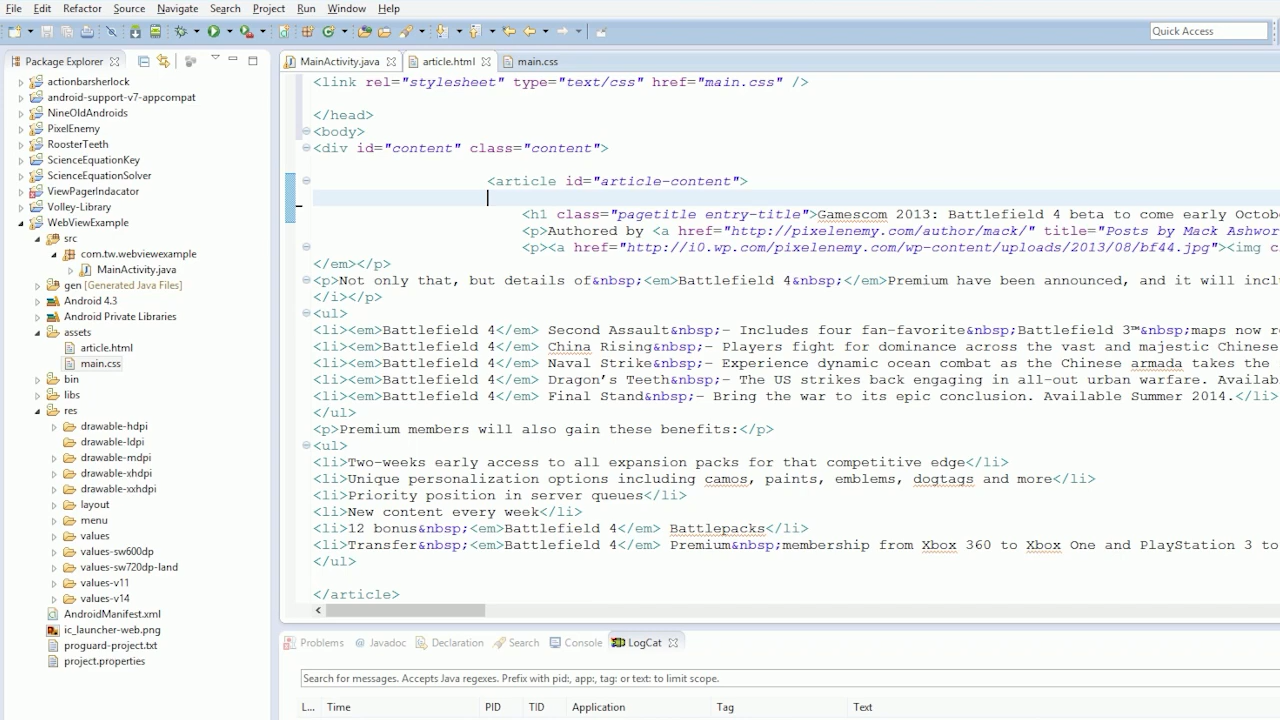 File Edit Refactor Source Navigate Search Project Run Window Help
Quick Access
Package Explorer
MainActivity.java article.html main.css
actionbarsherlock
android-support-v7-appcompat
NineOldAndroids
PixelEnemy
RoosterTeeth
ScienceEquationKey
ScienceEquationSolver
ViewPagerIndacator
Volley-Library
WebViewExample
src
com.tw.webviewexample
MainActivity.java
gen [Generated Java Files]
Android 4.3
Android Private Libraries
assets
article.html
main.css
bin
libs
res
drawable-hdpi
drawable-ldpi
drawable-mdpi
drawable-xhdpi
drawable-xxhdpi
layout
menu
values
values-sw600dp
values-sw720dp-land
values-v11
values-v14
AndroidManifest.xml
ic_launcher-web.png
proguard-project.txt
project.properties
<link rel="stylesheet" type="text/css" href="main.css" />
</head>
<body>
<div id="content" class="content">
<article id="article-content">
<h1 class="pagetitle entry-title">Gamescom 2013: Battlefield 4 beta to come early Octob
<p>Authored by <a href="http://pixelenemy.com/author/mack/" title="Posts by Mack Ashwor
<p><a href="http://i0.wp.com/pixelenemy.com/wp-content/uploads/2013/08/bf44.jpg"><img c
</em></p>
<p>Not only that, but details of&nbsp;<em>Battlefield 4&nbsp;</em>Premium have been announced, and it will incl
</i></p>
<ul>
<li><em>Battlefield 4</em> Second Assault&nbsp;– Includes four fan-favorite&nbsp;Battlefield 3™&nbsp;maps now r
<li><em>Battlefield 4</em> China Rising&nbsp;– Players fight for dominance across the vast and majestic Chinese
<li><em>Battlefield 4</em> Naval Strike&nbsp;– Experience dynamic ocean combat as the Chinese armada takes the
<li><em>Battlefield 4</em> Dragon’s Teeth&nbsp;– The US strikes back engaging in all-out urban warfare. Availab
<li><em>Battlefield 4</em> Final Stand&nbsp;– Bring the war to its epic conclusion. Available Summer 2014.</li>
</ul>
<p>Premium members will also gain these benefits:</p>
<ul>
<li>Two-weeks early access to all expansion packs for that competitive edge</li>
<li>Unique personalization options including camos, paints, emblems, dogtags and more</li>
<li>Priority position in server queues</li>
<li>New content every week</li>
<li>12 bonus&nbsp;<em>Battlefield 4</em> Battlepacks</li>
<li>Transfer&nbsp;<em>Battlefield 4</em> Premium&nbsp;membership from Xbox 360 to Xbox One and PlayStation 3 to
</ul>
</article>
Problems @ Javadoc Declaration Search Console LogCat
Search for messages. Accepts Java regexes. Prefix with pid:, app:, tag: or text: to limit scope.
L... Time PID TID Application Tag Text